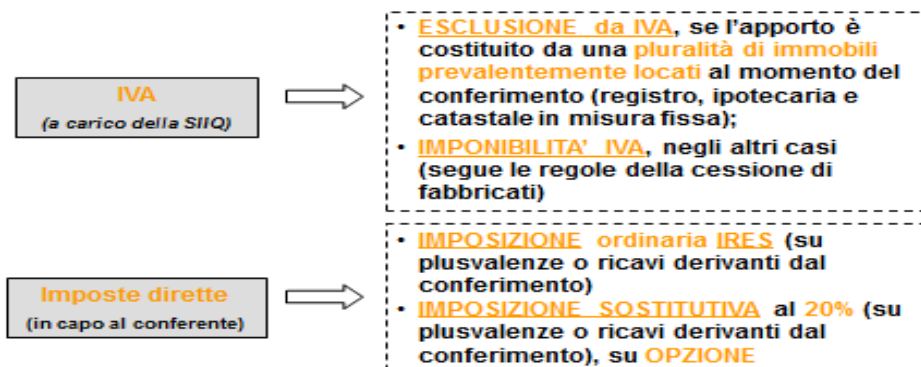 IVA
(a carico della SIIQ)
• ESCLUSIONE da IVA, se l'apporto è
costituito da una pluralità di immobili
prevalentemente locati al momento del
conferimento (registro, ipotecaria e
catastale in misura fissa);
• IMPONIBILITA' IVA, negli altri casi
(segue le regole della cessione di
fabbricati)
Imposte dirette
(in capo al conferente)
• IMPOSIZIONE ordinaria IRES (su
plusvalenze o ricavi derivanti dal
conferimento)
• IMPOSIZIONE SOSTITUTIVA al 20% (su
plusvalenze o ricavi derivanti dal
conferimento), su OPZIONE